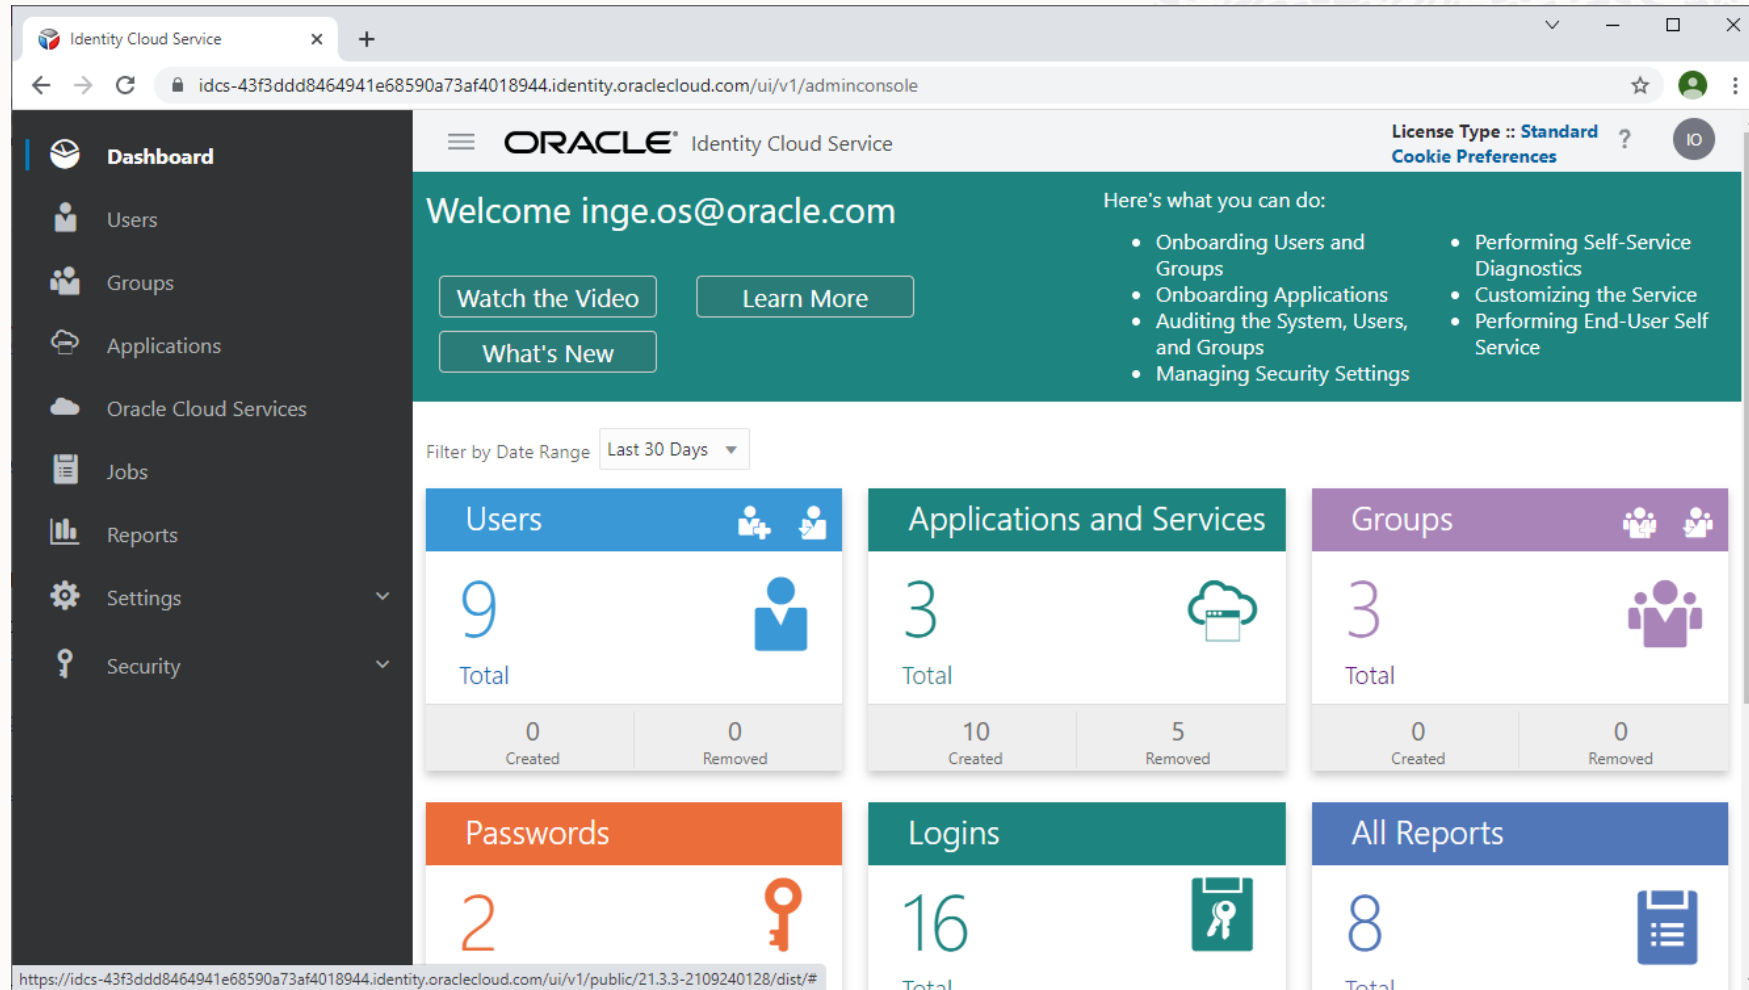 Identity Cloud Service
idcs-43f3ddd8464941e68590a73af4018944.identity.oraclecloud.com/ui/v1/adminconsole
Dashboard
Users
Groups
Applications
Oracle Cloud Services
Jobs
Reports
Settings
Security
ORACLE® Identity Cloud Service
License Type :: Standard
Cookie Preferences
?
IO
Welcome inge.os@oracle.com
Watch the Video
Learn More
What's New
Here's what you can do:
• Onboarding Users and
Groups
• Onboarding Applications
• Auditing the System, Users,
and Groups
• Managing Security Settings
• Performing Self-Service
Diagnostics
• Customizing the Service
• Performing End-User Self
Service
Filter by Date Range Last 30 Days
Users
9
Total
0
Created
0
Removed
Applications and Services
3
Total
10
Created
5
Removed
Groups
3
Total
0
Created
0
Removed
Passwords
2
Logins
16
Total
All Reports
8
Total
https://idcs-43f3ddd8464941e68590a73af4018944.identity.oraclecloud.com/ui/v1/public/21.3.3-2109240128/dist/#